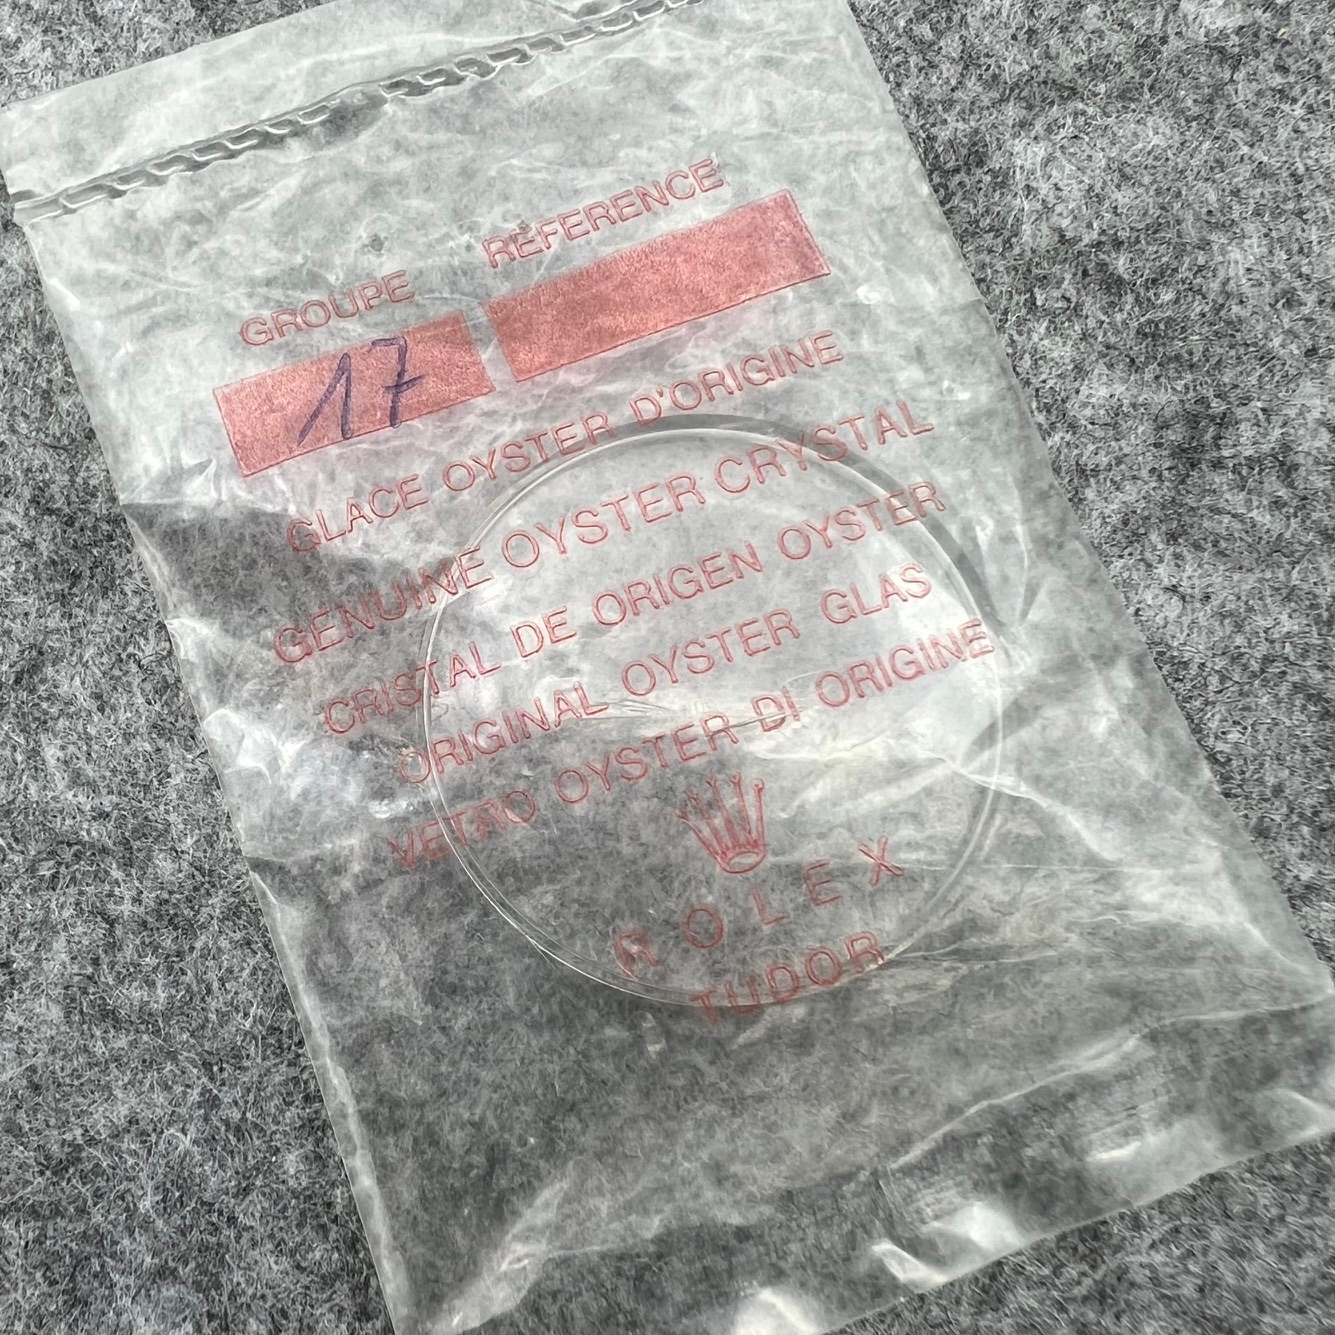 GROUPE RÉFÉRENCE
17
GLACE OYSTER D'ORIGINE
GENUINE OYSTER CRYSTAL
CRISTAL DE ORIGEN OYSTER
ORIGINAL OYSTER GLAS
VETRO OYSTER DI ORIGINE
ROLEX
TUDOR